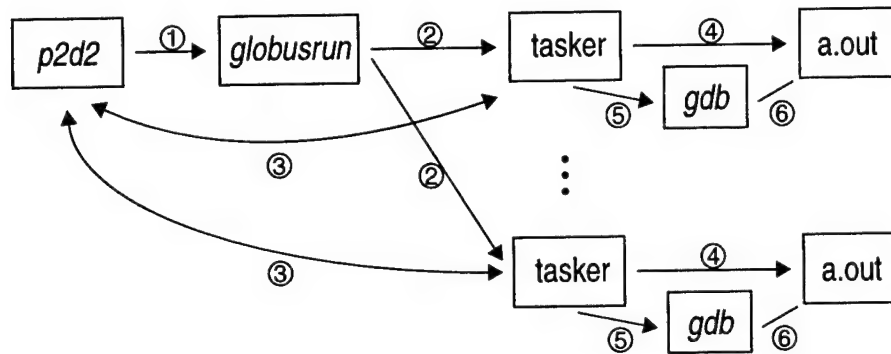 p2d2 ① globusrun ② tasker ④ a.out
⑤ gdb ⑥
③ ②
③ tasker ④ a.out
⑤ gdb ⑥